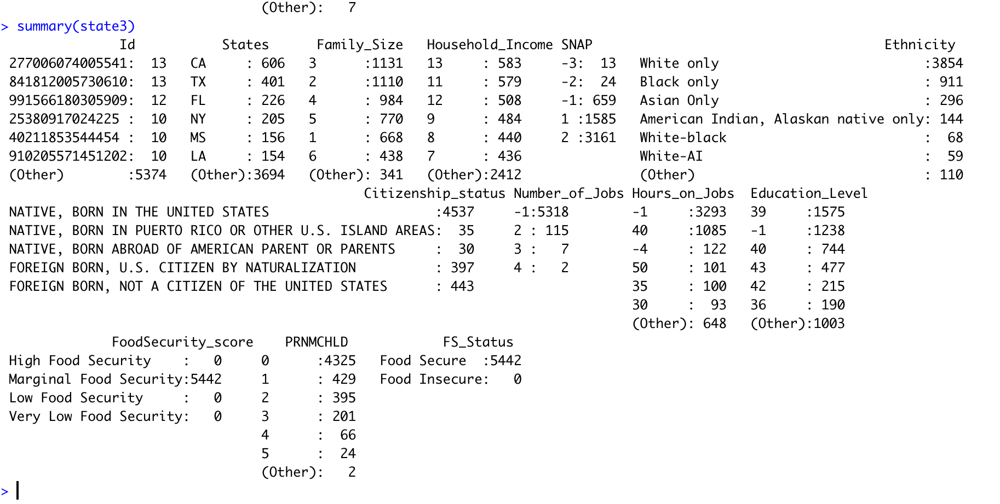 (Other):   7
> summary(state3)
Id           States      Family_Size   Household_Income SNAP                                     Ethnicity
277006074005541:  13   CA     : 606   3      :1131   13     : 583     -3:  13   White only                          :3854
841812005730610:  13   TX     : 401   2      :1110   11     : 579     -2:  24   Black only                          : 911
991566180305909:  12   FL     : 226   4      : 984   12     : 508     -1: 659   Asian Only                          : 296
25380917024225 :  10   NY     : 205   5      : 770   9      : 484     1 :1585   American Indian, Alaskan native only: 144
40211853544454 :  10   MS     : 156   1      : 668   8      : 440     2 :3161   White-black                         :  68
910205571451202:  10   LA     : 154   6      : 438   7      : 436               White-AI                            :  59
(Other)        :5374   (Other):3694   (Other): 341   (Other):2412               (Other)                             : 110
Citizenship_status Number_of_Jobs Hours_on_Jobs  Education_Level
NATIVE, BORN IN THE UNITED STATES                     :4537     -1:5318        -1     :3293   39     :1575
NATIVE, BORN IN PUERTO RICO OR OTHER U.S. ISLAND AREAS:  35     2 : 115        40     :1085   -1     :1238
NATIVE, BORN ABROAD OF AMERICAN PARENT OR PARENTS     :  30     3 :   7        -4     : 122   40     : 744
FOREIGN BORN, U.S. CITIZEN BY NATURALIZATION          : 397     4 :   2        50     : 101   43     : 477
FOREIGN BORN, NOT A CITIZEN OF THE UNITED STATES      : 443                    35     : 100   42     : 215
30     :  93   36     : 190
(Other): 648   (Other):1003
FoodSecurity_score    PRNMCHLD            FS_Status
High Food Security    :   0     0      :4325   Food Secure  :5442
Marginal Food Security:5442     1      : 429   Food Insecure:   0
Low Food Security     :   0     2      : 395
Very Low Food Security:   0     3      : 201
4      :  66
5      :  24
(Other):   2
>